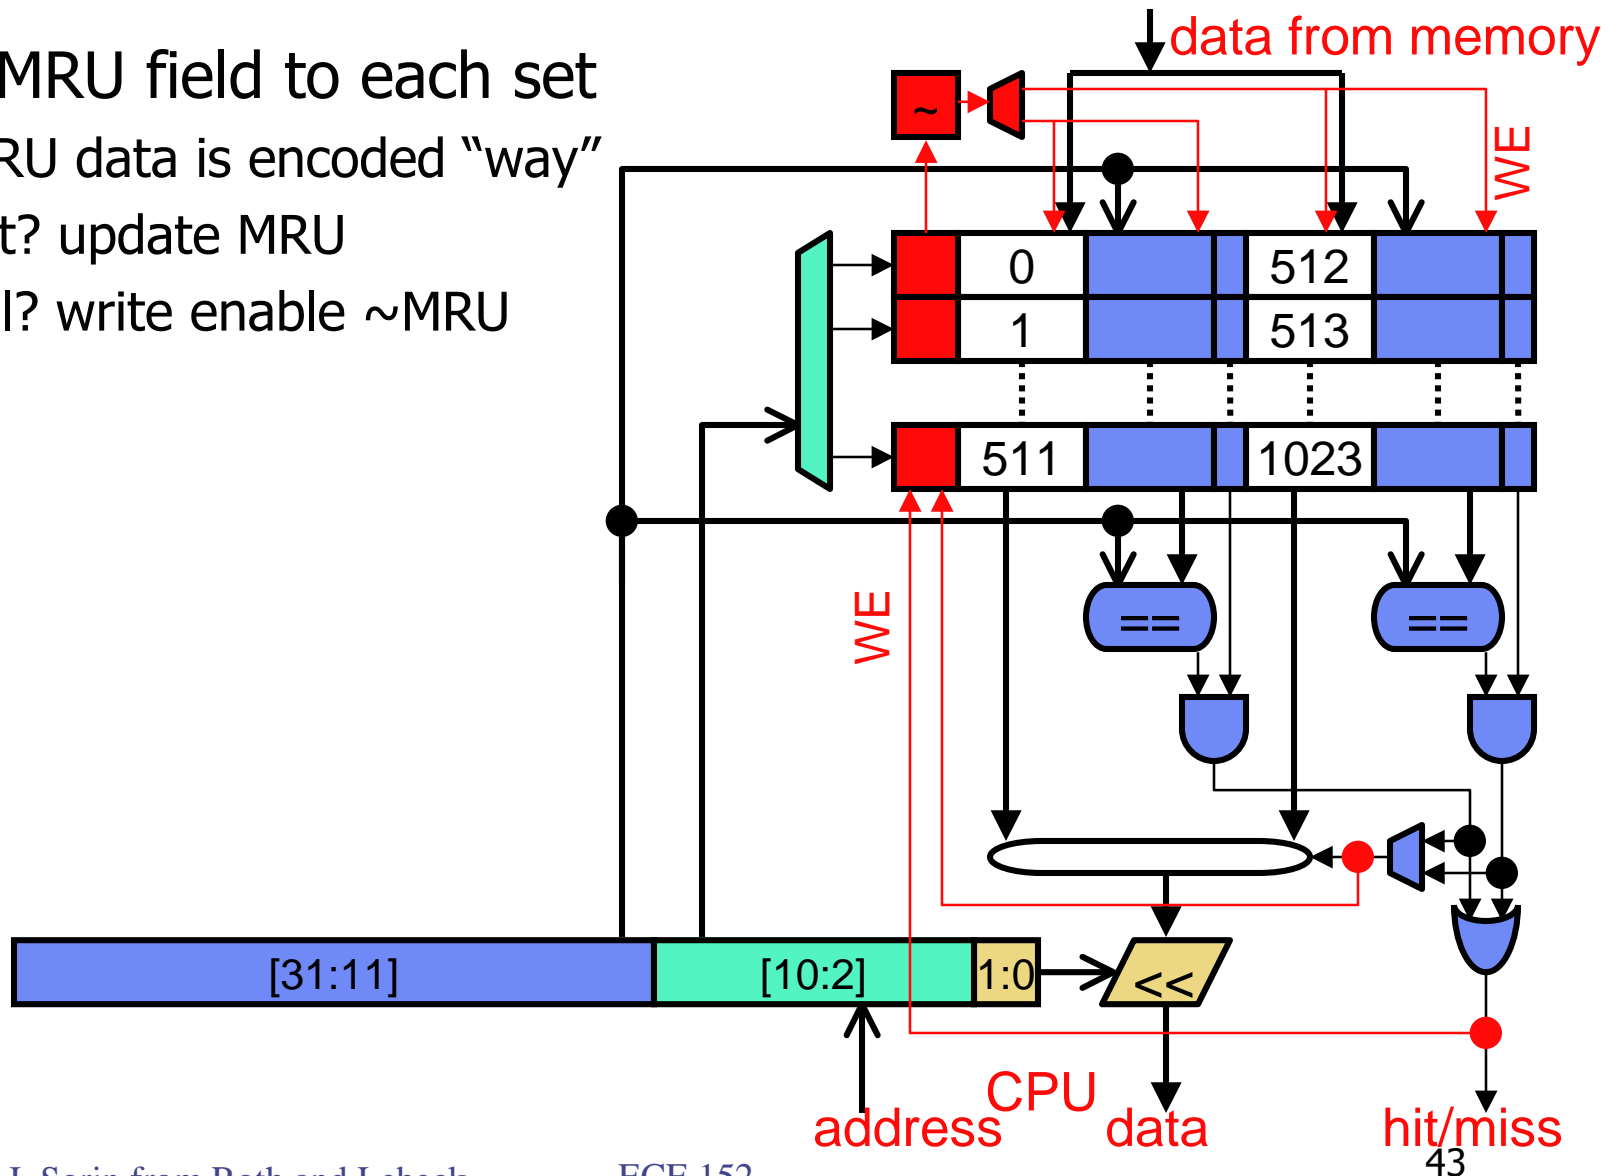 data from memory
MRU field to each set
~
RU data is encoded “way”
WE
t? update MRU
0 512
l? write enable ~MRU
1 513
511 1023
WE
== ==
[31:11] [10:2] 1:0 <<
CPU
address data hit/miss
43
ECE 152